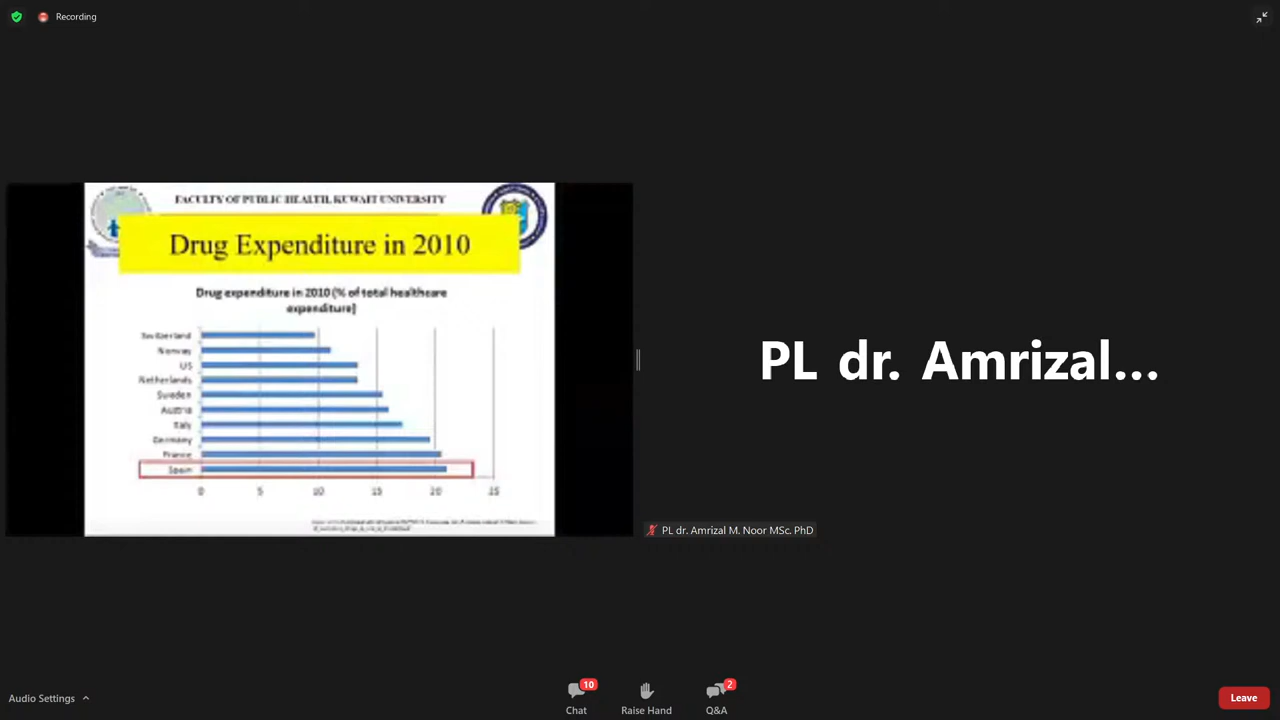 Recording
FACULTY OF PUBLIC HEALTH, KUWAIT UNIVERSITY
Drug Expenditure in 2010
Drug expenditure in 2010 (% of total healthcare
expenditure)
Switzerland
Norway
US
Netherlands
Sweden
Austria
Italy
Germany
France
Spain
0 5 10 15 20 25
PL dr. Amrizal...
PL dr. Amrizal M. Noor MSc. PhD
Audio Settings
10
Chat
Raise Hand
2
Q&A
Leave